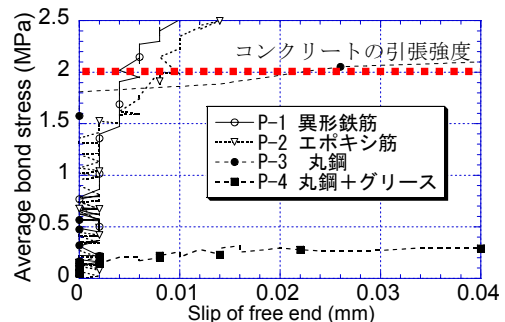 2.5
2
1.5
1
0.5
0
Average bond stress (MPa)
コンクリートの引張強度
P-1 異形鉄筋
P-2 エポキシ筋
P-3 丸鋼
P-4 丸鋼＋グリース
0 0.01 0.02 0.03 0.04
Slip of free end (mm)